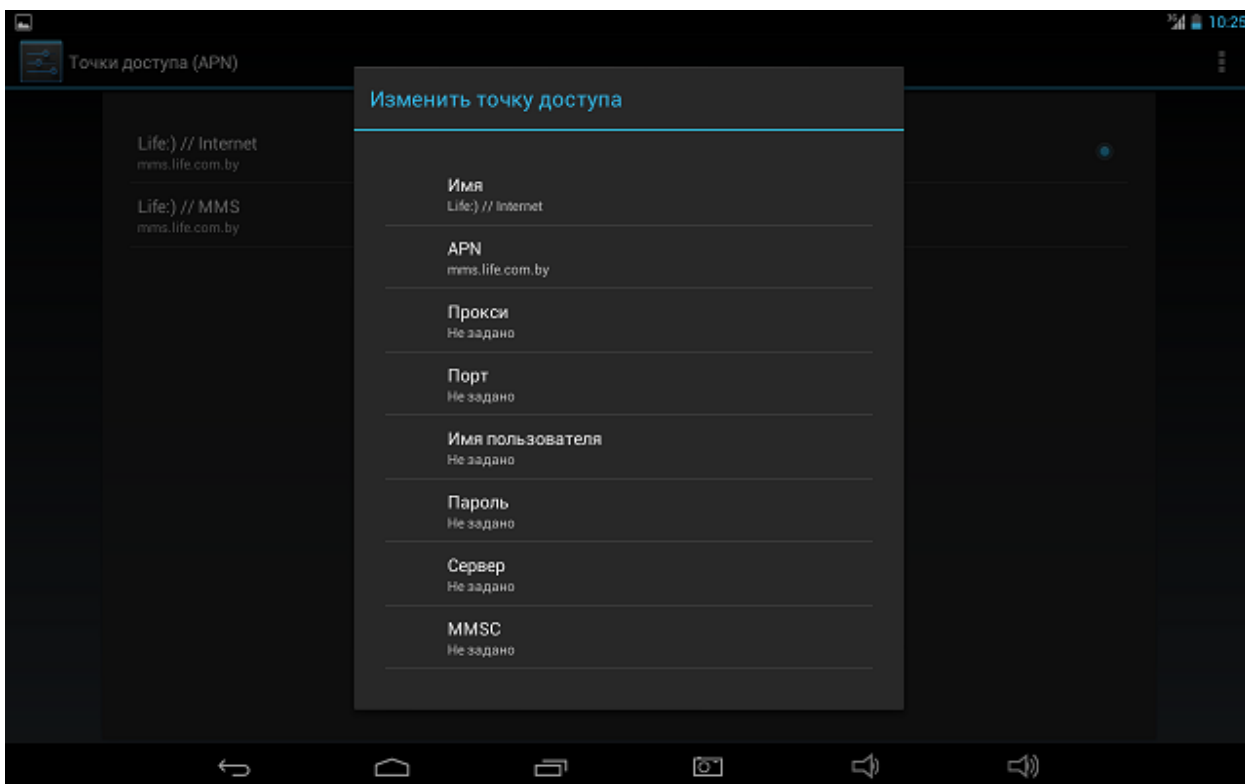 3G 10:25
Точки доступа (APN)
Life:) // Internet
mms.life.com.by
Life:) // MMS
mms.life.com.by
Изменить точку доступа
Имя
Life:) // Internet
APN
mms.life.com.by
Прокси
Не задано
Порт
Не задано
Имя пользователя
Не задано
Пароль
Не задано
Сервер
Не задано
MMSC
Не задано